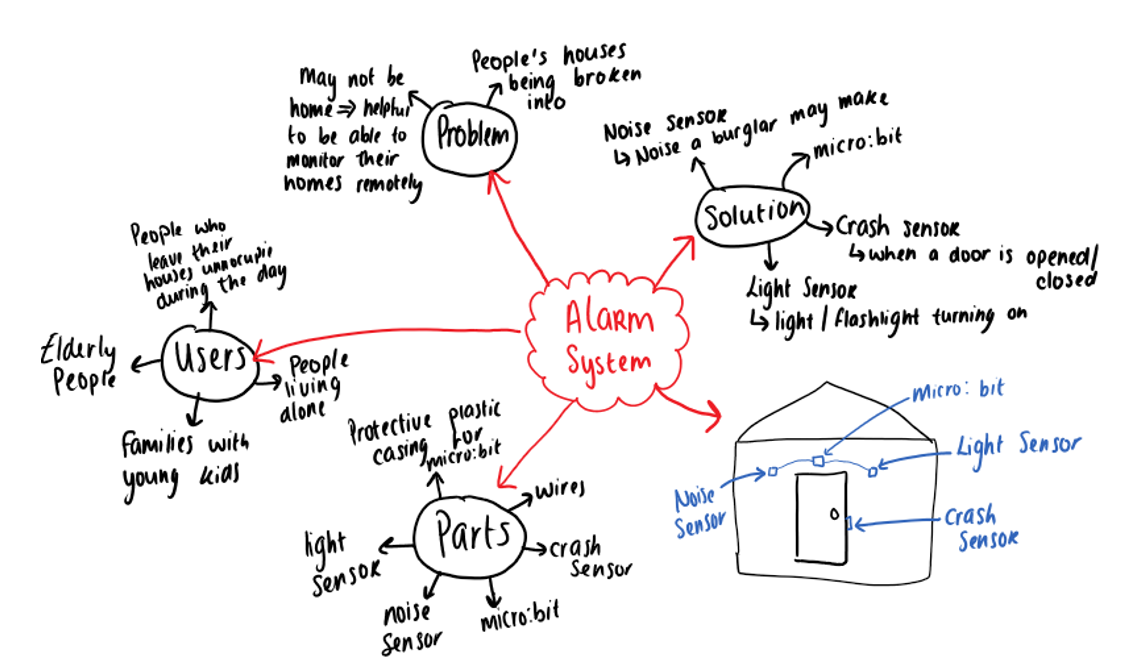 May not be
home => helpful
to be able to
monitor their
homes remotely
People's houses
being broken
into
Problem
Noise Sensor
↳ Noise a burglar may make
micro:bit
Solution
Crash sensor
↳ when a door is opened/
closed
Light Sensor
↳ light / flashlight turning on
People who
leave their
houses unnocupie
during the day
Users
Elderly
People
People
living
alone
Families with
young kids
Alarm
System
Protective plastic
casing for
micro:bit
wires
Parts
light
sensor
crash
sensor
noise
sensor
micro:bit
micro:bit
Light Sensor
Noise
Sensor
Crash
Sensor